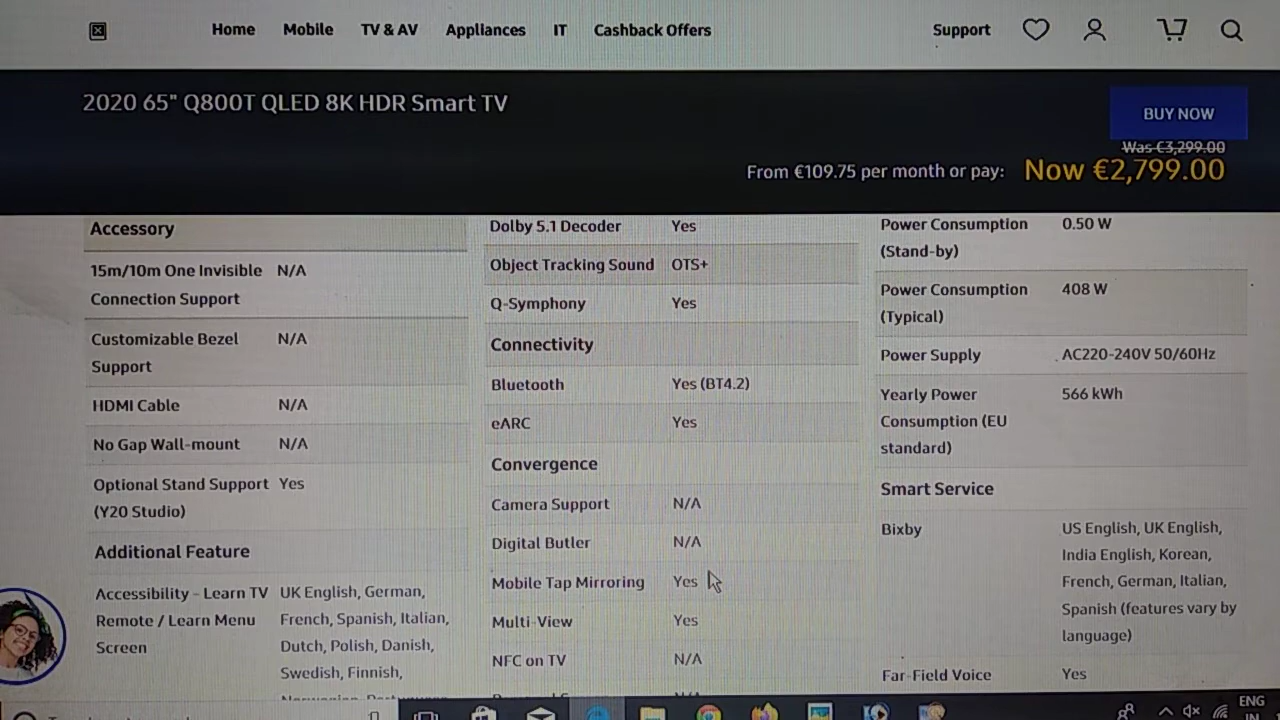 Home Mobile TV & AV Appliances IT Cashback Offers Support
2020 65" Q800T QLED 8K HDR Smart TV
BUY NOW
Was €3,299.00
From €109.75 per month or pay: Now €2,799.00
Accessory
15m/10m One Invisible N/A
Connection Support
Customizable Bezel N/A
Support
HDMI Cable N/A
No Gap Wall-mount N/A
Optional Stand Support Yes
(Y20 Studio)
Additional Feature
Accessibility - Learn TV UK English, German,
Remote / Learn Menu French, Spanish, Italian,
Screen Dutch, Polish, Danish,
Swedish, Finnish,
Dolby 5.1 Decoder Yes
Object Tracking Sound OTS+
Q-Symphony Yes
Connectivity
Bluetooth Yes (BT4.2)
eARC Yes
Convergence
Camera Support N/A
Digital Butler N/A
Mobile Tap Mirroring Yes
Multi-View Yes
NFC on TV N/A
Power Consumption 0.50 W
(Stand-by)
Power Consumption 408 W
(Typical)
Power Supply AC220-240V 50/60Hz
Yearly Power 566 kWh
Consumption (EU
standard)
Smart Service
Bixby US English, UK English,
India English, Korean,
French, German, Italian,
Spanish (features vary by
language)
Far-Field Voice Yes
ENG
IN